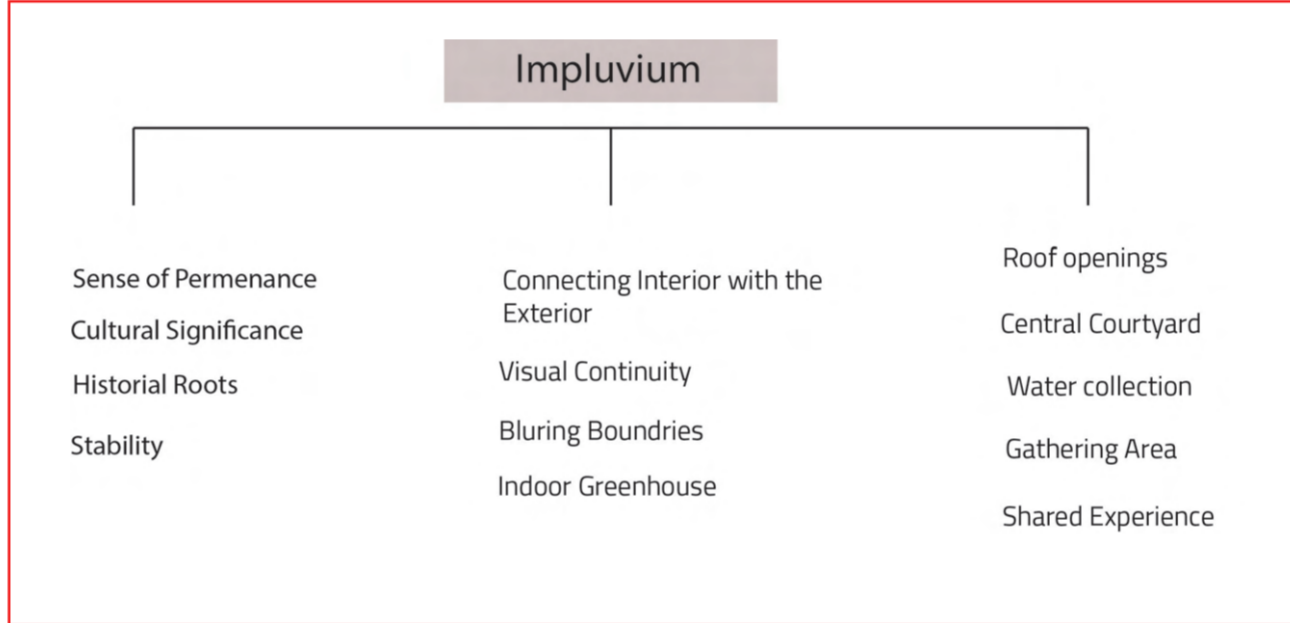 Impluvium
Sense of Permenance
Cultural Significance
Historial Roots
Stability
Connecting Interior with the
Exterior
Visual Continuity
Bluring Boundries
Indoor Greenhouse
Roof openings
Central Courtyard
Water collection
Gathering Area
Shared Experience